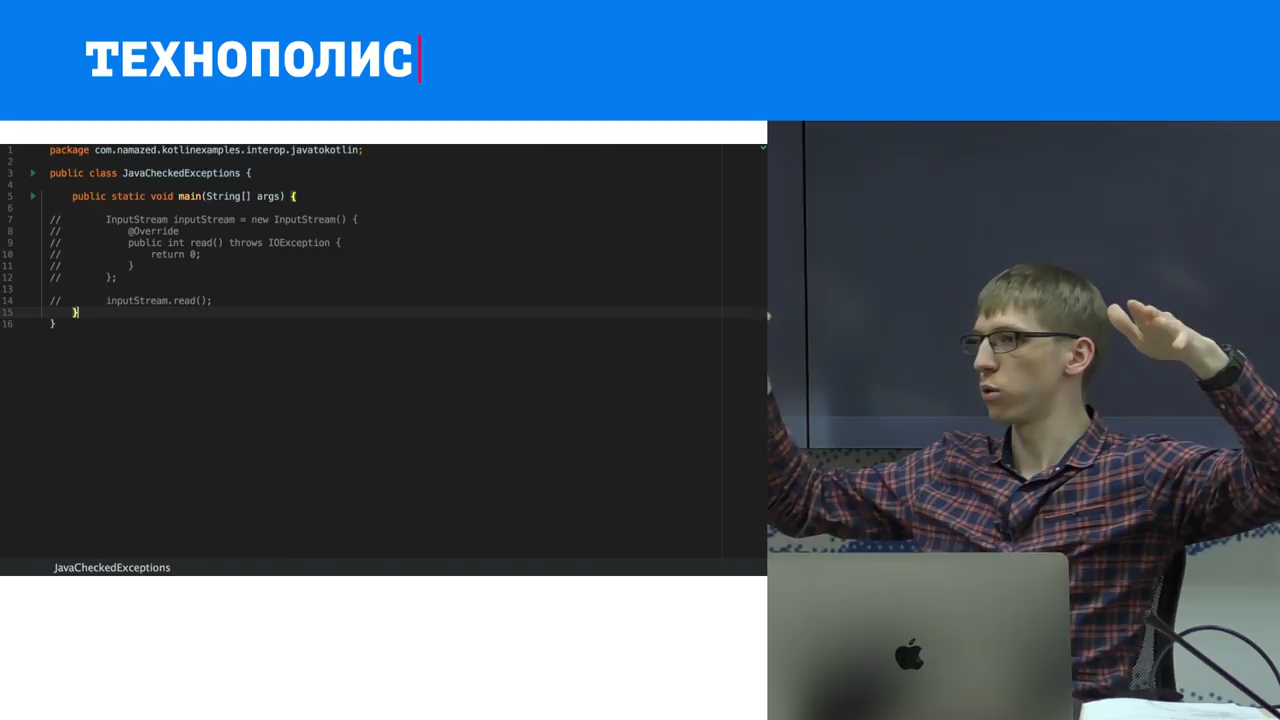 ТЕХНОПОЛИС
1 package com.namazed.kotlinexamples.interop.javatokotlin;
2
3 public class JavaCheckedExceptions {
4
5 public static void main(String[] args) {
6
7 // InputStream inputStream = new InputStream() {
8 // @Override
9 // public int read() throws IOException {
10 // return 0;
11 // }
12 // };
13
14 // inputStream.read();
15 }
16 }
JavaCheckedExceptions